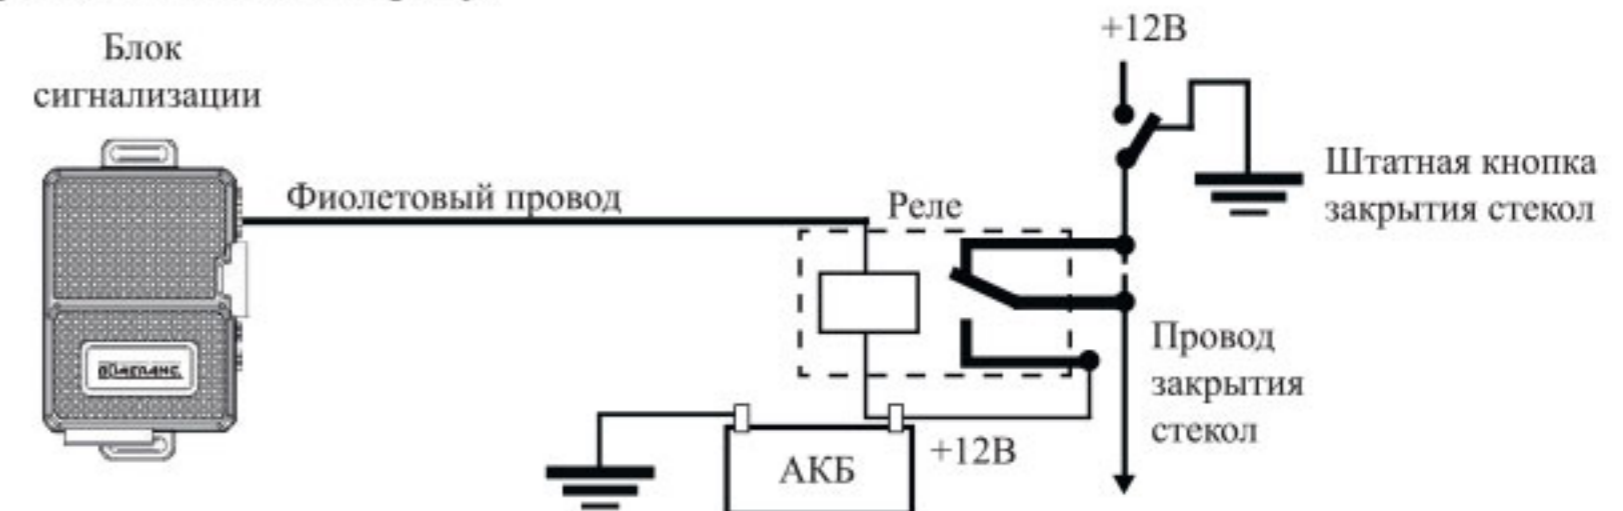 Блок
сигнализации
+12В
Фиолетовый провод
Реле
Штатная кнопка
закрытия стекол
Провод
закрытия
стекол
+12В
АКБ